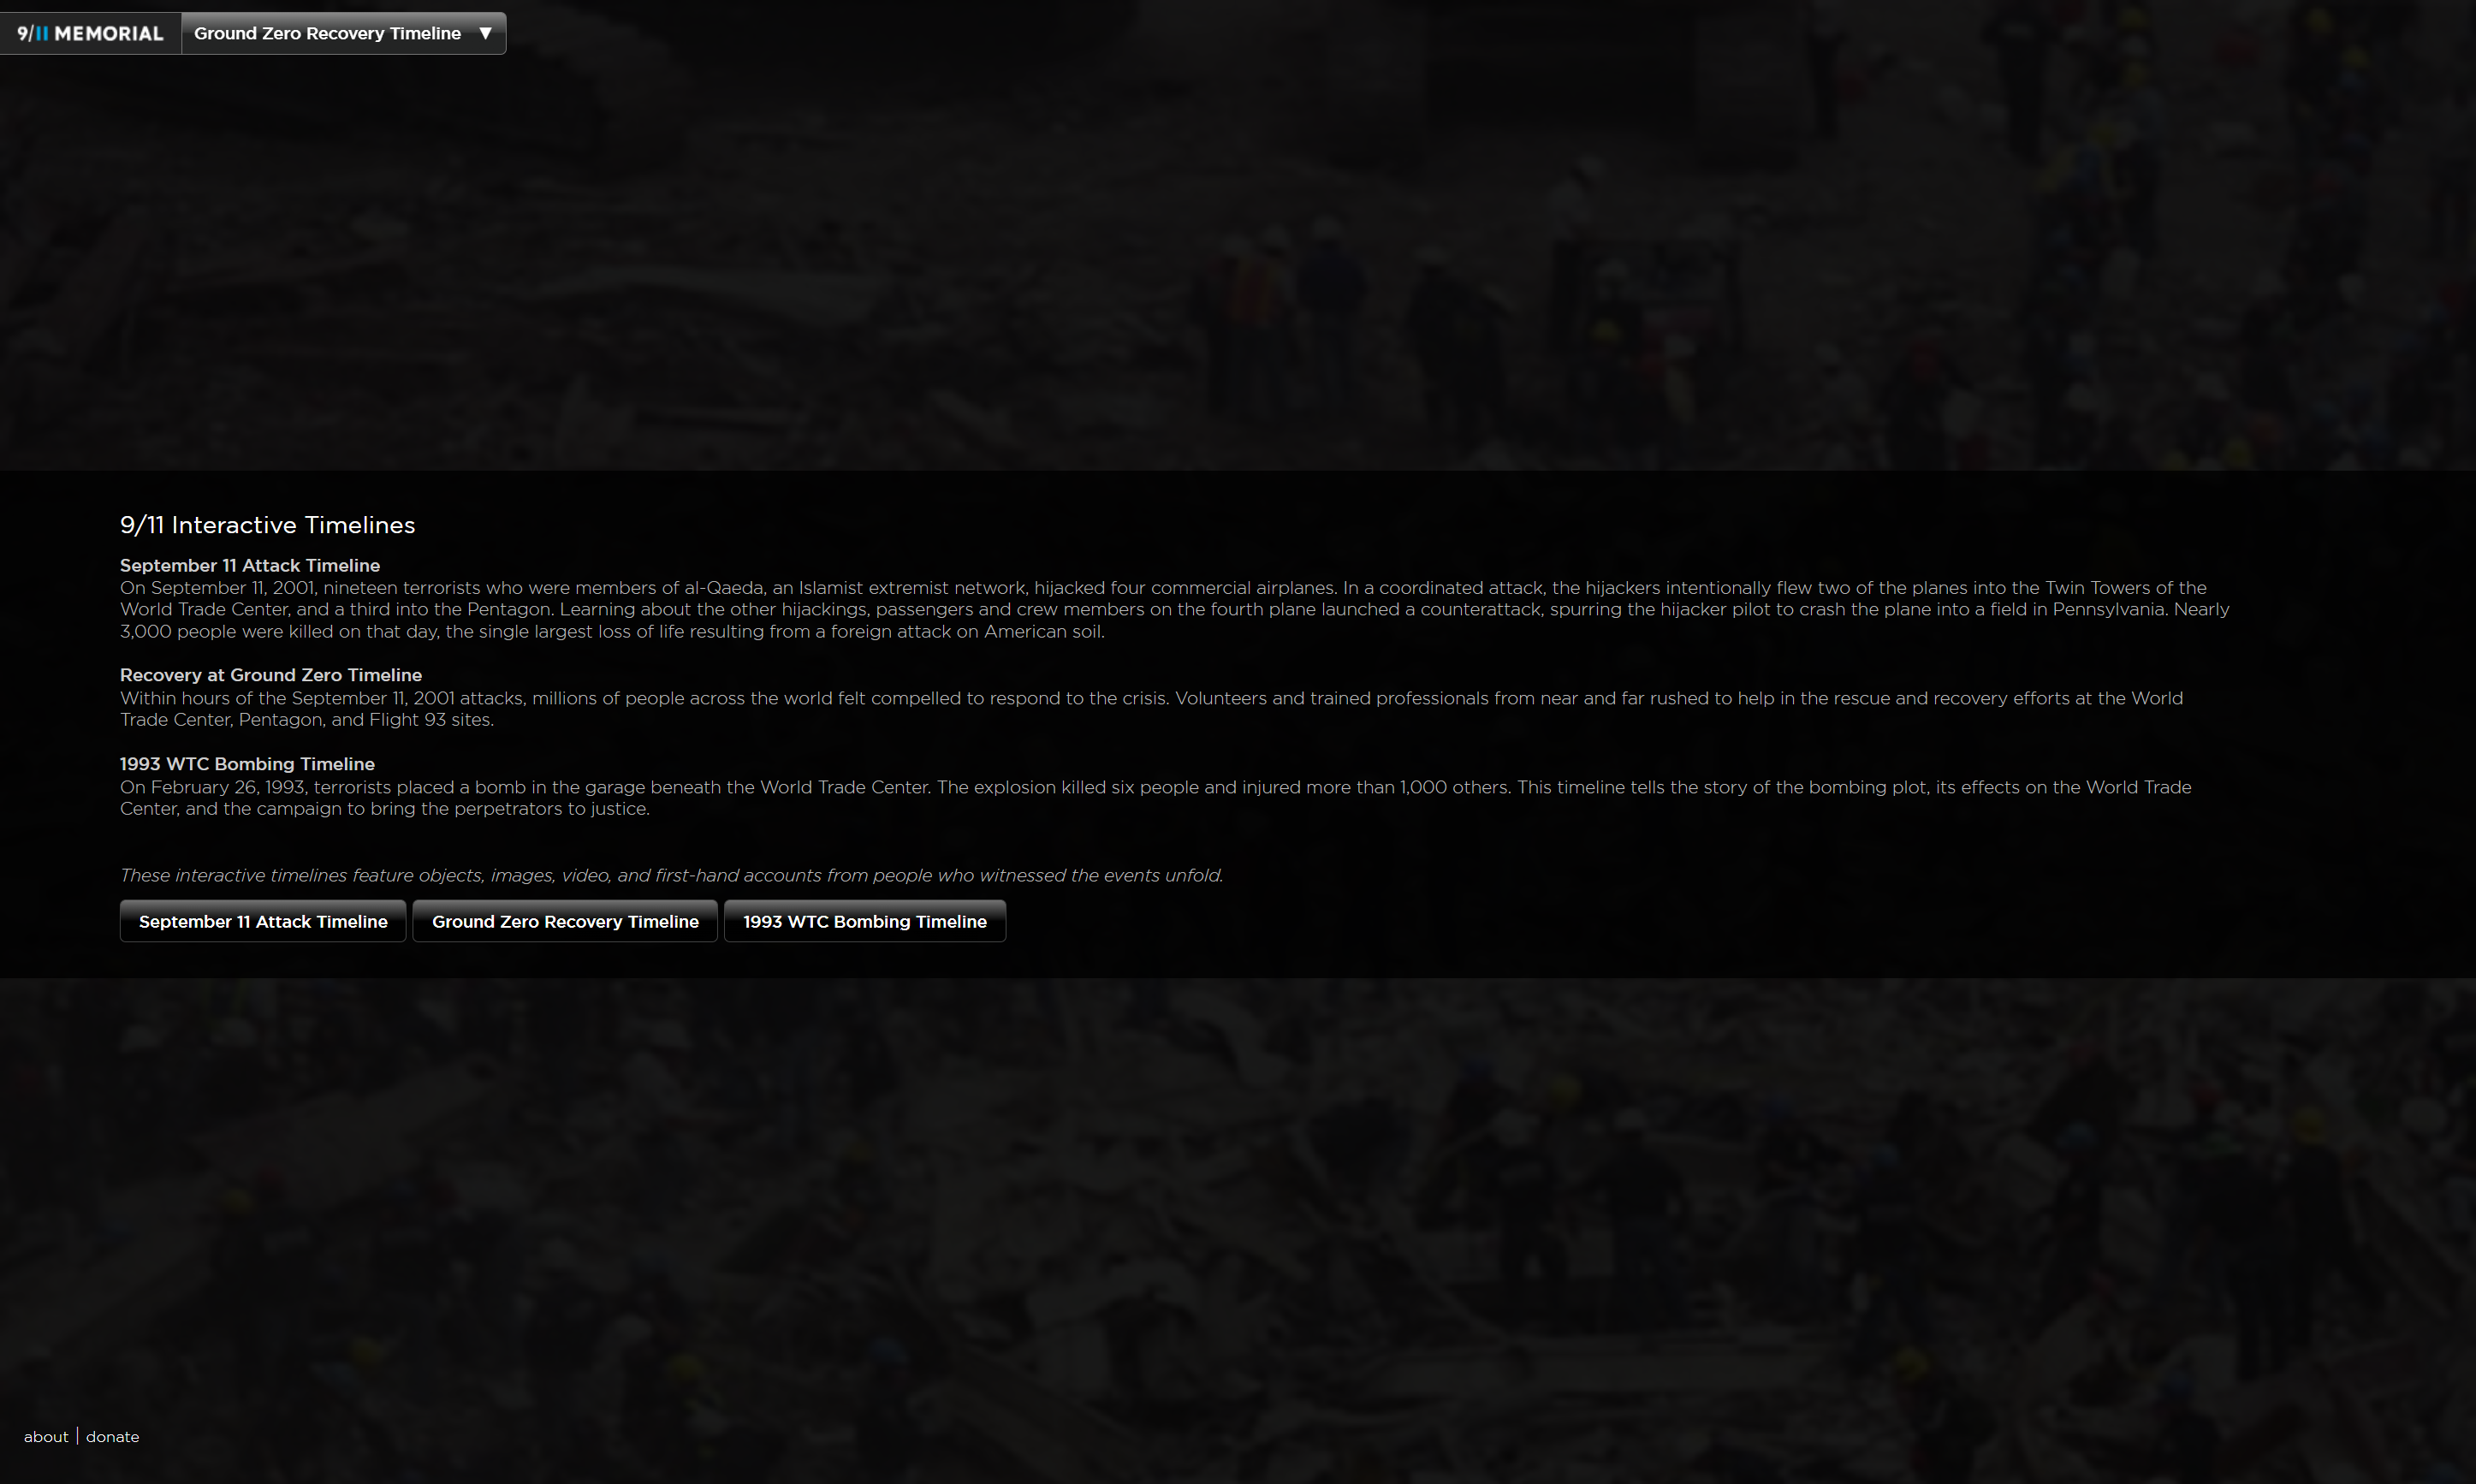 9/11 MEMORIAL
Ground Zero Recovery Timeline ▼
9/11 Interactive Timelines
September 11 Attack Timeline
On September 11, 2001, nineteen terrorists who were members of al-Qaeda, an Islamist extremist network, hijacked four commercial airplanes. In a coordinated attack, the hijackers intentionally flew two of the planes into the Twin Towers of the
World Trade Center, and a third into the Pentagon. Learning about the other hijackings, passengers and crew members on the fourth plane launched a counterattack, spurring the hijacker pilot to crash the plane into a field in Pennsylvania. Nearly
3,000 people were killed on that day, the single largest loss of life resulting from a foreign attack on American soil.
Recovery at Ground Zero Timeline
Within hours of the September 11, 2001 attacks, millions of people across the world felt compelled to respond to the crisis. Volunteers and trained professionals from near and far rushed to help in the rescue and recovery efforts at the World
Trade Center, Pentagon, and Flight 93 sites.
1993 WTC Bombing Timeline
On February 26, 1993, terrorists placed a bomb in the garage beneath the World Trade Center. The explosion killed six people and injured more than 1,000 others. This timeline tells the story of the bombing plot, its effects on the World Trade
Center, and the campaign to bring the perpetrators to justice.
These interactive timelines feature objects, images, video, and first-hand accounts from people who witnessed the events unfold.
September 11 Attack Timeline
Ground Zero Recovery Timeline
1993 WTC Bombing Timeline
about | donate